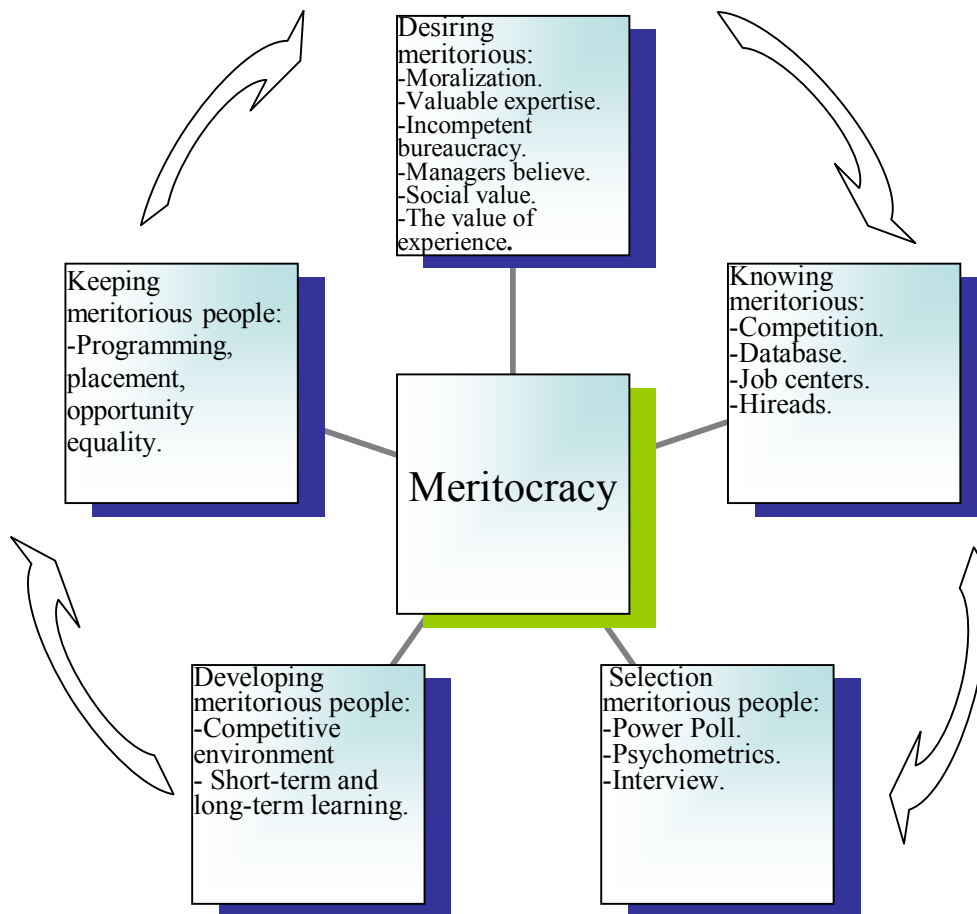 Desiring
meritorious:
-Moralization.
-Valuable expertise.
-Incompetent
bureaucracy.
-Managers believe.
-Social value.
-The value of
experience.
Knowing
meritorious:
-Competition.
-Database.
-Job centers.
-Hireads.
Selection
meritorious people:
-Power Poll.
-Psychometrics.
-Interview.
Developing
meritorious people:
-Competitive
environment
- Short-term and
long-term learning.
Keeping
meritorious people:
-Programming,
placement,
opportunity
equality.
Meritocracy